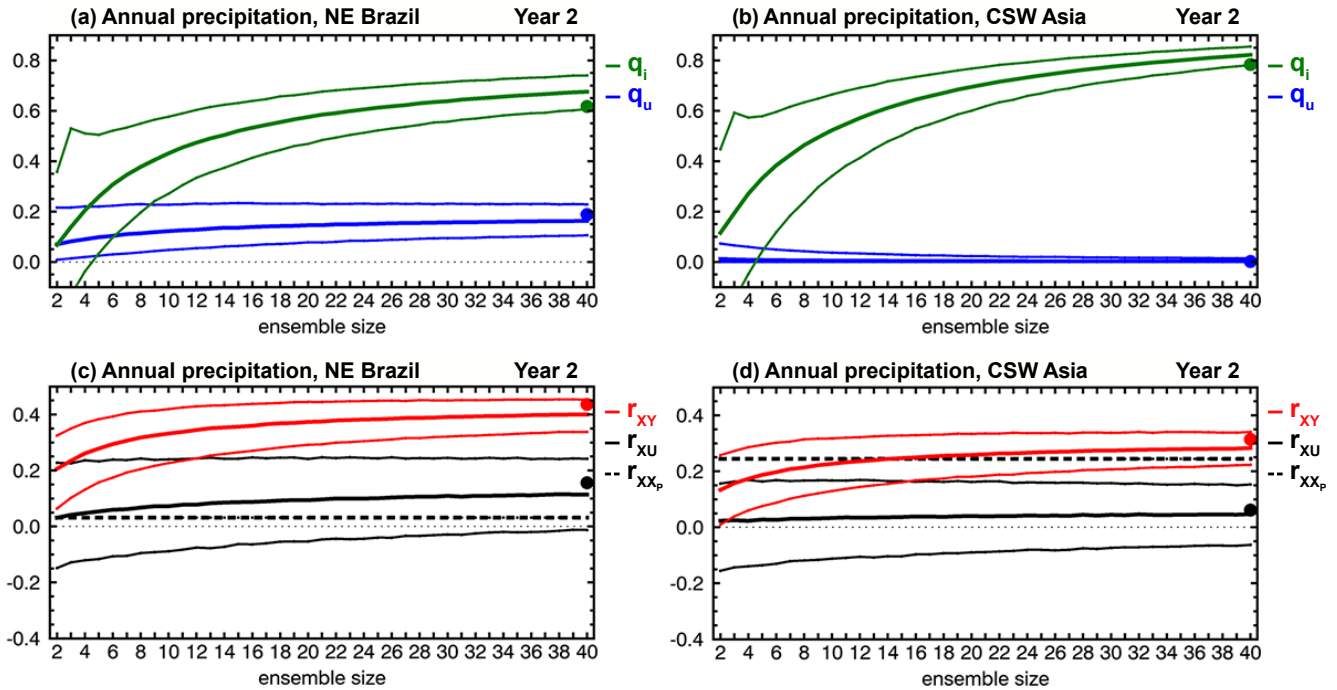 (a) Annual precipitation, NE Brazil Year 2
0.8
0.6
0.4
0.2
0.0
2 4 6 8 10 12 14 16 18 20 22 24 26 28 30 32 34 36 38 40
ensemble size
q_i
q_u
(b) Annual precipitation, CSW Asia Year 2
0.8
0.6
0.4
0.2
0.0
2 4 6 8 10 12 14 16 18 20 22 24 26 28 30 32 34 36 38 40
ensemble size
q_i
q_u
(c) Annual precipitation, NE Brazil Year 2
0.4
0.2
0.0
-0.2
-0.4
2 4 6 8 10 12 14 16 18 20 22 24 26 28 30 32 34 36 38 40
ensemble size
r_XY
r_XU
r_XX_P
(d) Annual precipitation, CSW Asia Year 2
0.4
0.2
0.0
-0.2
-0.4
2 4 6 8 10 12 14 16 18 20 22 24 26 28 30 32 34 36 38 40
ensemble size
r_XY
r_XU
r_XX_P